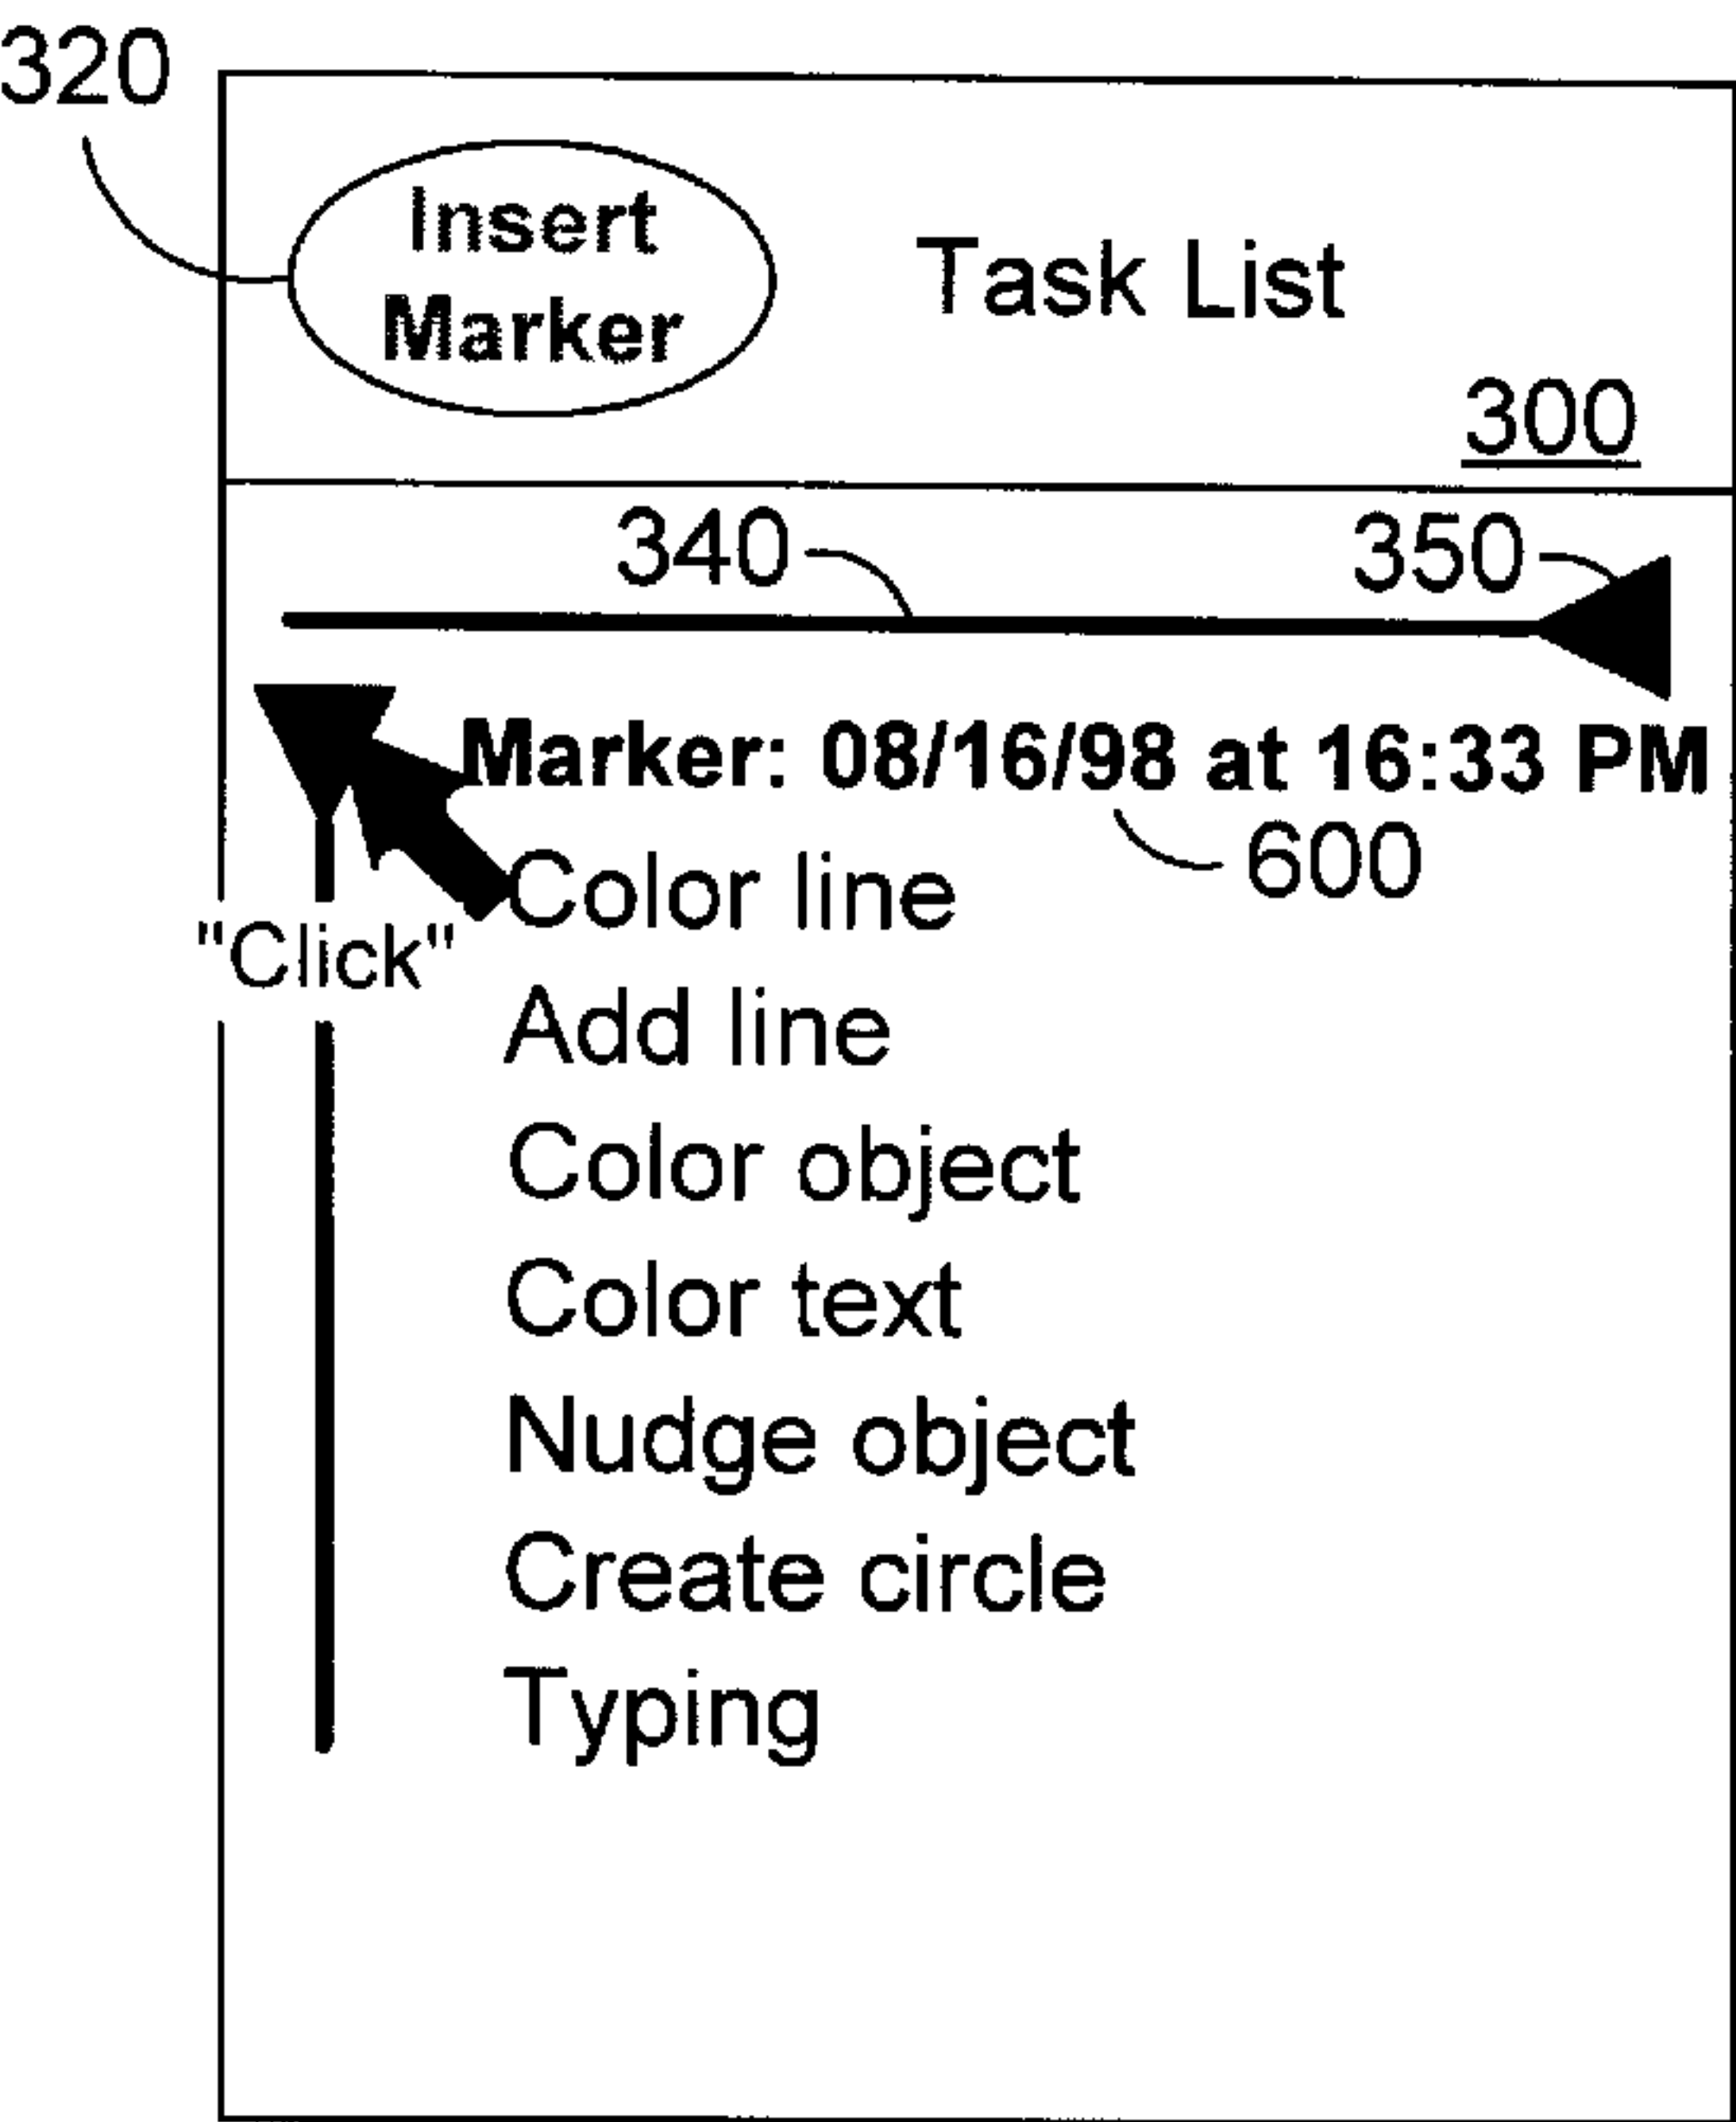 320
Insert
Marker
Task List
300
340
350
Marker: 08/16/98 at 16:33 PM
600
Color line
"Click"
Add line
Color object
Color text
Nudge object
Create circle
Typing